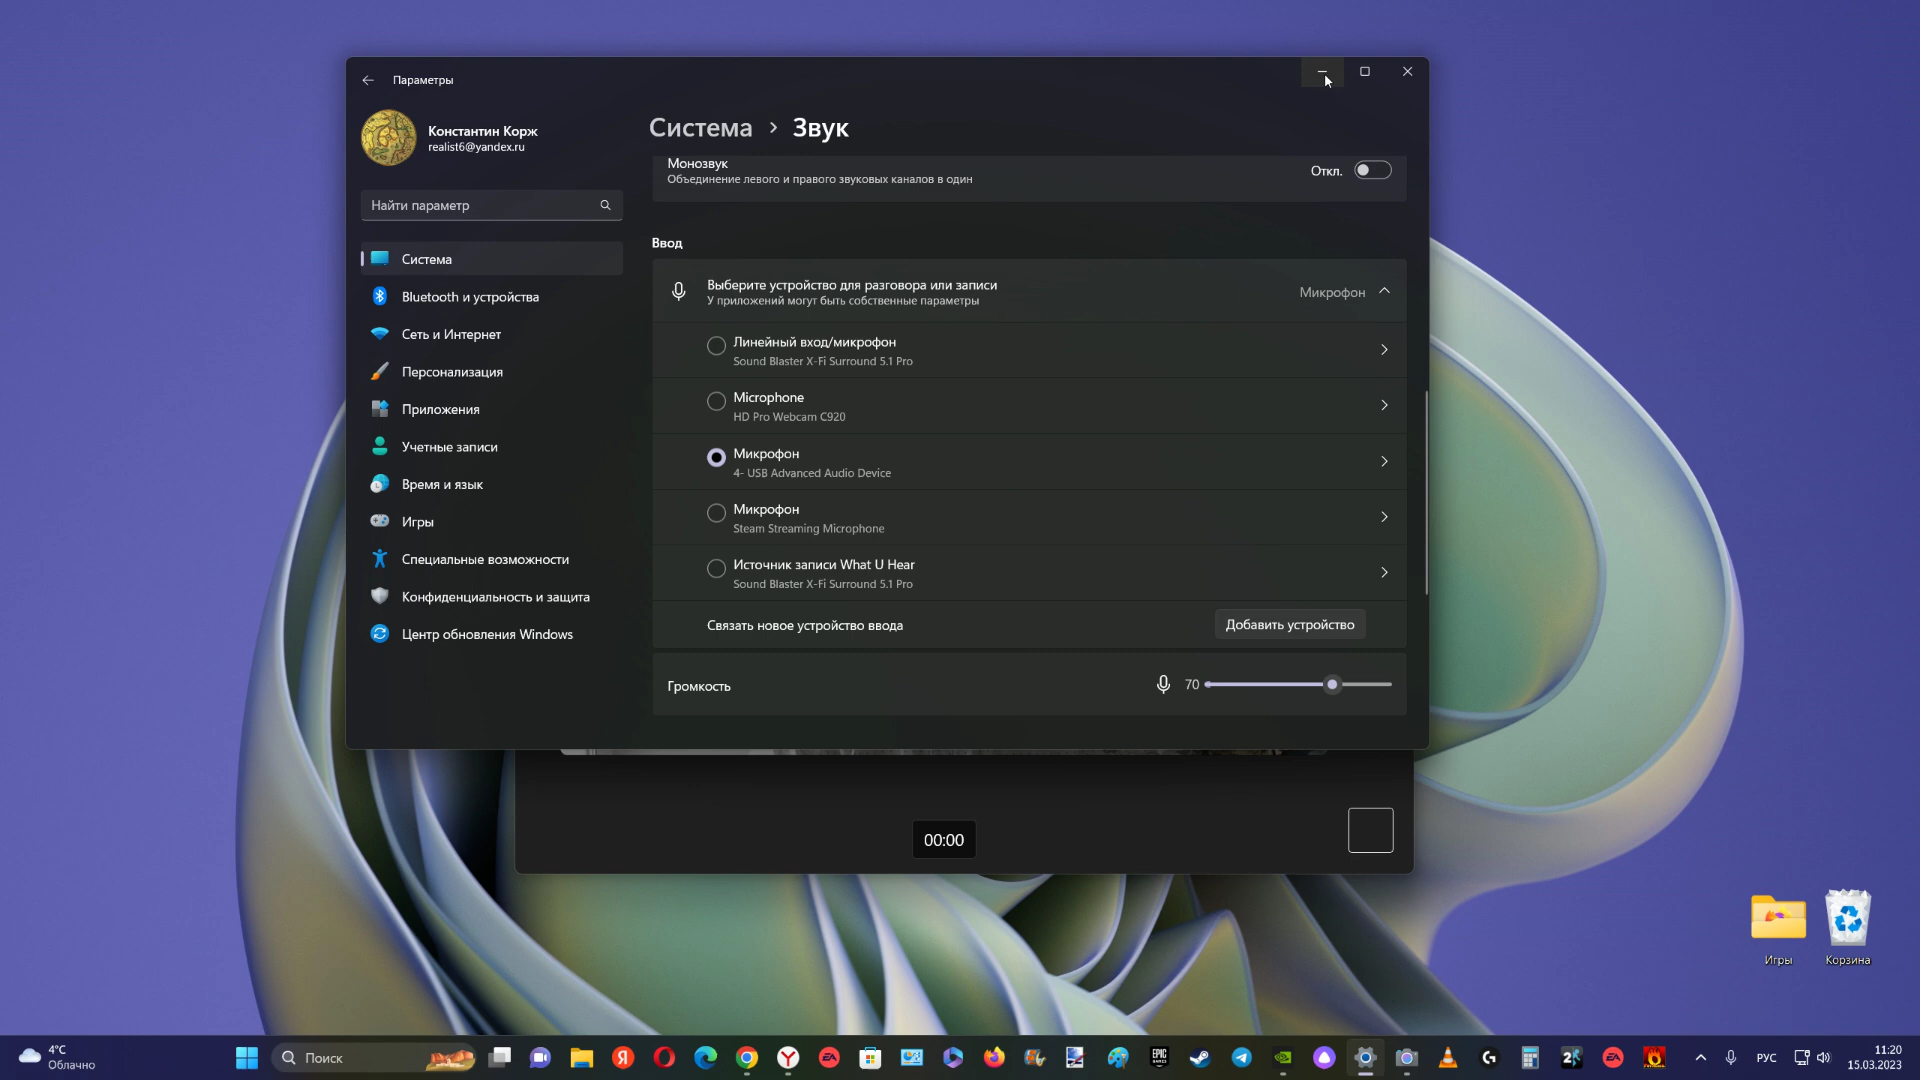 Параметры
Константин Корж
realist6@yandex.ru
Найти параметр
Система
Bluetooth и устройства
Сеть и Интернет
Персонализация
Приложения
Учетные записи
Время и язык
Игры
Специальные возможности
Конфиденциальность и защита
Центр обновления Windows
Система > Звук
Монозвук
Объединение левого и правого звуковых каналов в один
Откл.
Ввод
Выберите устройство для разговора или записи
У приложений могут быть собственные параметры
Микрофон
Линейный вход/микрофон
Sound Blaster X-Fi Surround 5.1 Pro
Microphone
HD Pro Webcam C920
Микрофон
4- USB Advanced Audio Device
Микрофон
Steam Streaming Microphone
Источник записи What U Hear
Sound Blaster X-Fi Surround 5.1 Pro
Связать новое устройство ввода
Добавить устройство
Громкость
70
00:00
Игры
Корзина
4°C
Облачно
Поиск
Я
EA
EPIC GAMES
EA
РУС
11:20
15.03.2023